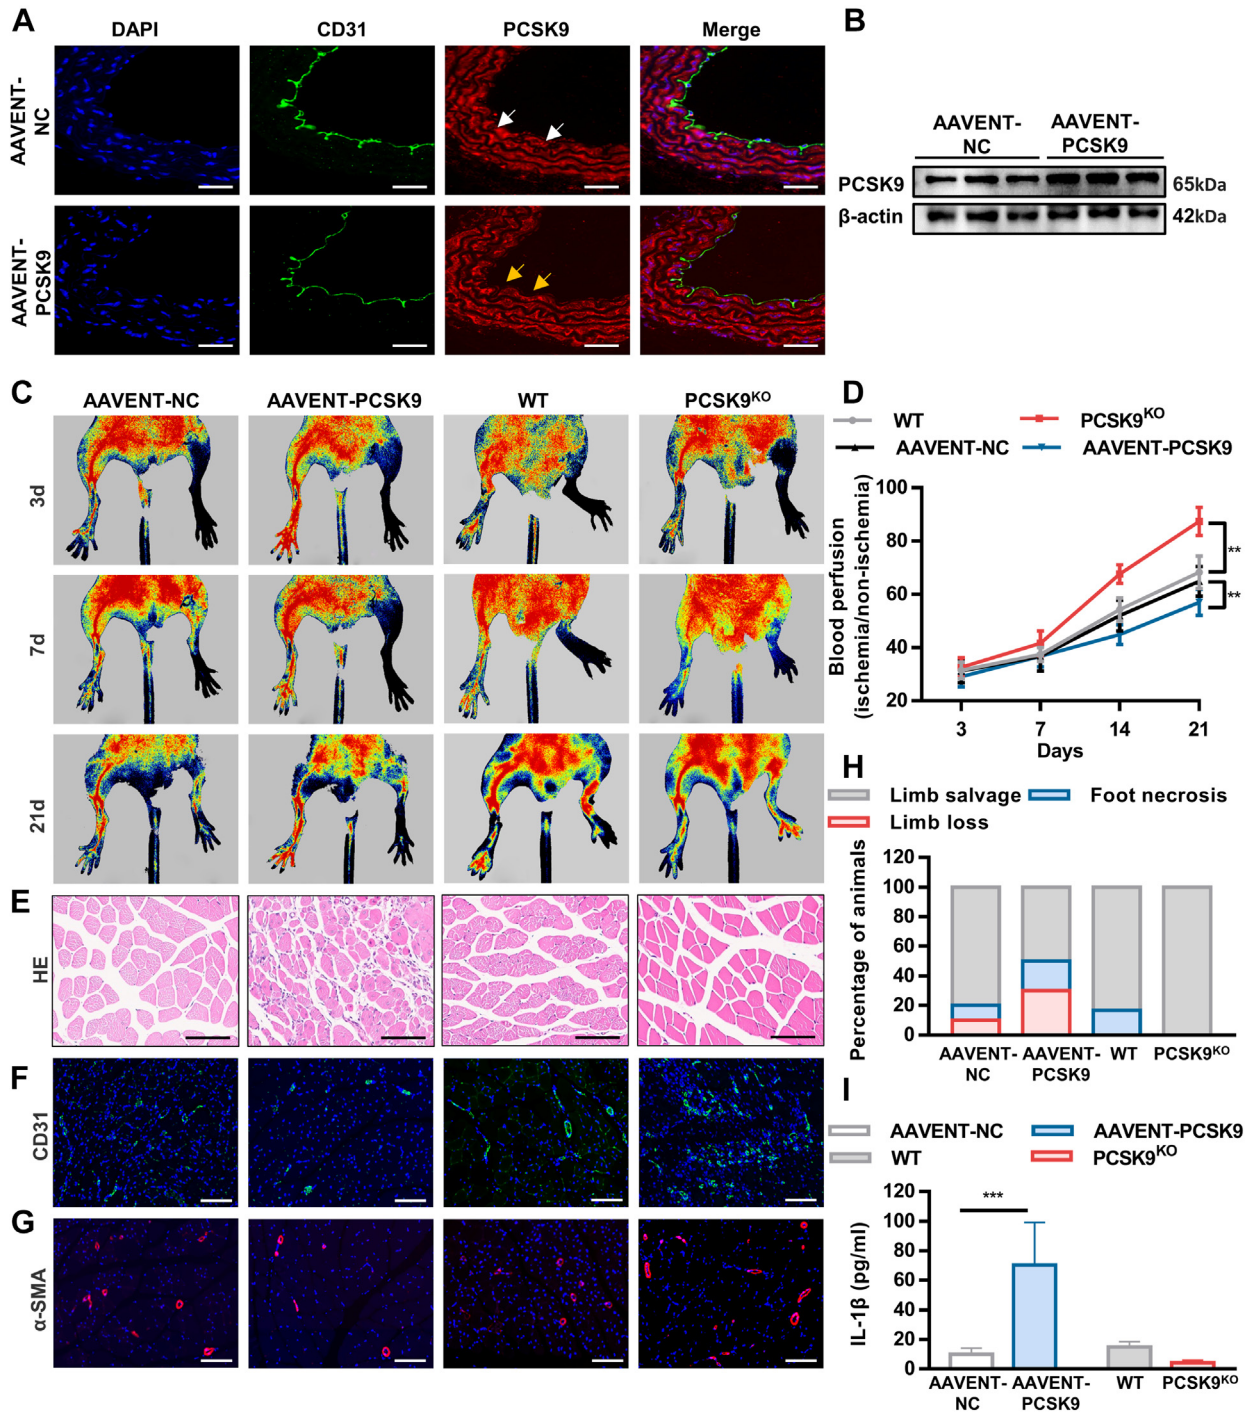 A
DAPI
CD31
PCSK9
Merge
AAVENT-
NC
AAVENT-
PCSK9
B
AAVENT-
NC
AAVENT-
PCSK9
PCSK9
65kDa
β-actin
42kDa
C
AAVENT-NC
AAVENT-PCSK9
WT
PCSK9KO
3d
7d
21d
D
WT
PCSK9KO
AAVENT-NC
AAVENT-PCSK9
Blood perfusion
(ischemia/non-ischemia)
100
80
60
40
20
**
**
3
7
14
21
Days
E
HE
F
CD31
G
α-SMA
H
Limb salvage
Foot necrosis
Limb loss
Percentage of animals
120
100
80
60
40
20
0
AAVENT-
NC
AAVENT-
PCSK9
WT
PCSK9KO
I
AAVENT-NC
AAVENT-PCSK9
WT
PCSK9KO
IL-1β (pg/ml)
120
100
80
60
40
20
0
***
AAVENT-
NC
AAVENT-
PCSK9
WT
PCSK9KO